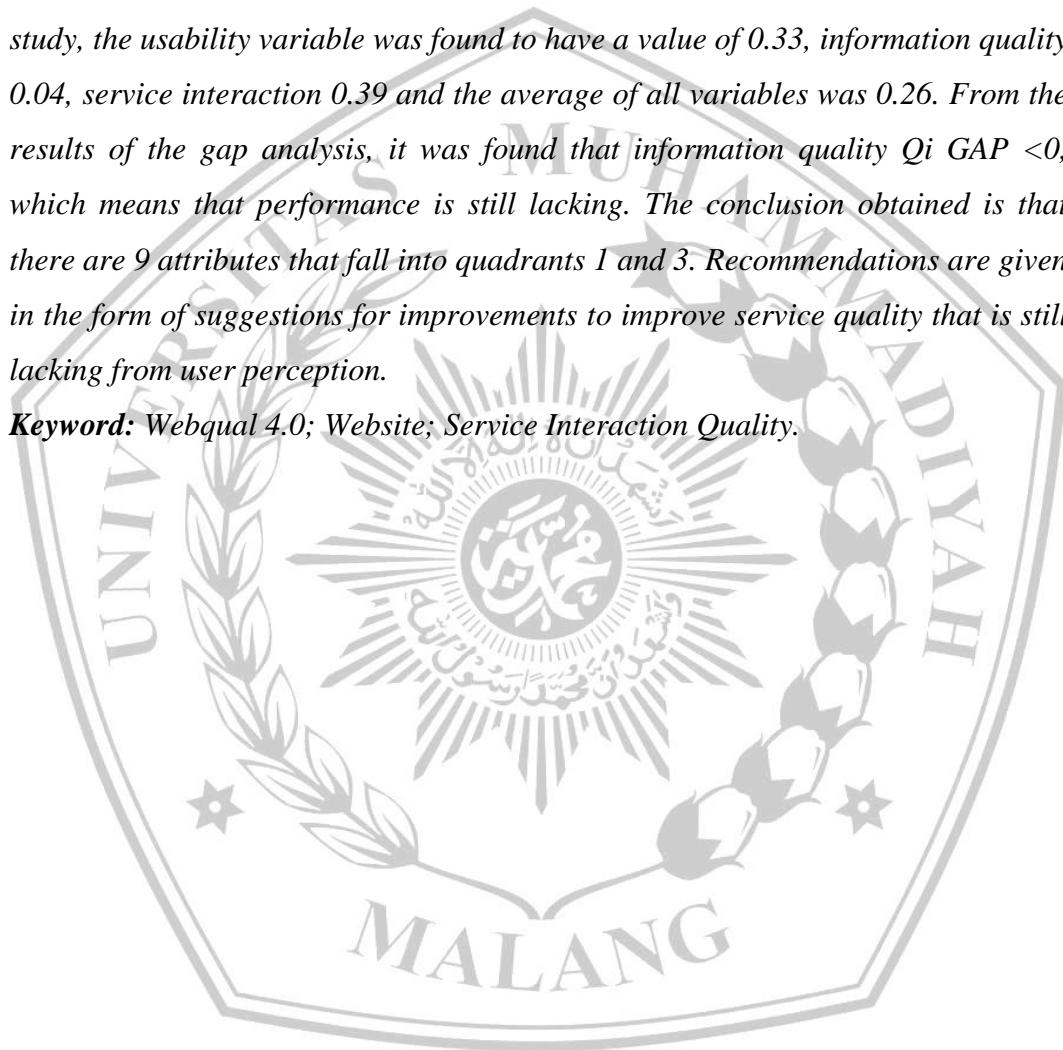 study, the usability variable was found to have a value of 0.33, information quality
0.04, service interaction 0.39 and the average of all variables was 0.26. From the
results of the gap analysis, it was found that information quality Qi GAP <0,
which means that performance is still lacking. The conclusion obtained is that
there are 9 attributes that fall into quadrants 1 and 3. Recommendations are given
in the form of suggestions for improvements to improve service quality that is still
lacking from user perception.
Keyword: Webqual 4.0; Website; Service Interaction Quality.
UNIVERSITAS MUHAMMADIYAH
MALANG